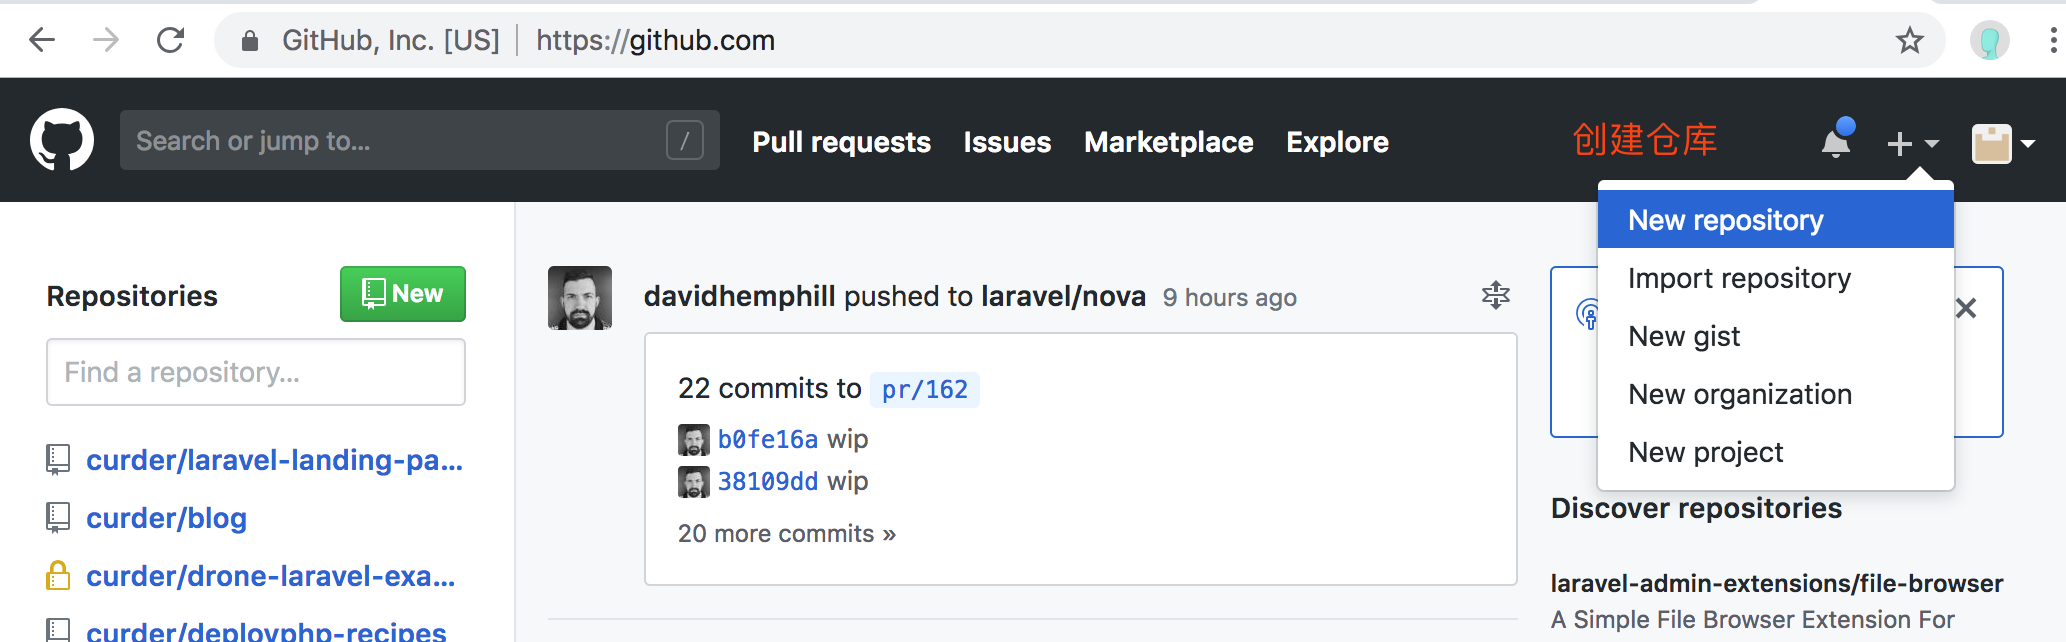 GitHub, Inc. [US] | https://github.com
Search or jump to... /
Pull requests Issues Marketplace Explore
创建仓库
New repository
Import repository
New gist
New organization
New project
Repositories
New
Find a repository...
curder/laravel-landing-pa...
curder/blog
curder/drone-laravel-exa...
curder/deployphp-recipes
davidhemphill pushed to laravel/nova 9 hours ago
22 commits to pr/162
b0fe16a wip
38109dd wip
20 more commits »
Discover repositories
laravel-admin-extensions/file-browser
A Simple File Browser Extension For